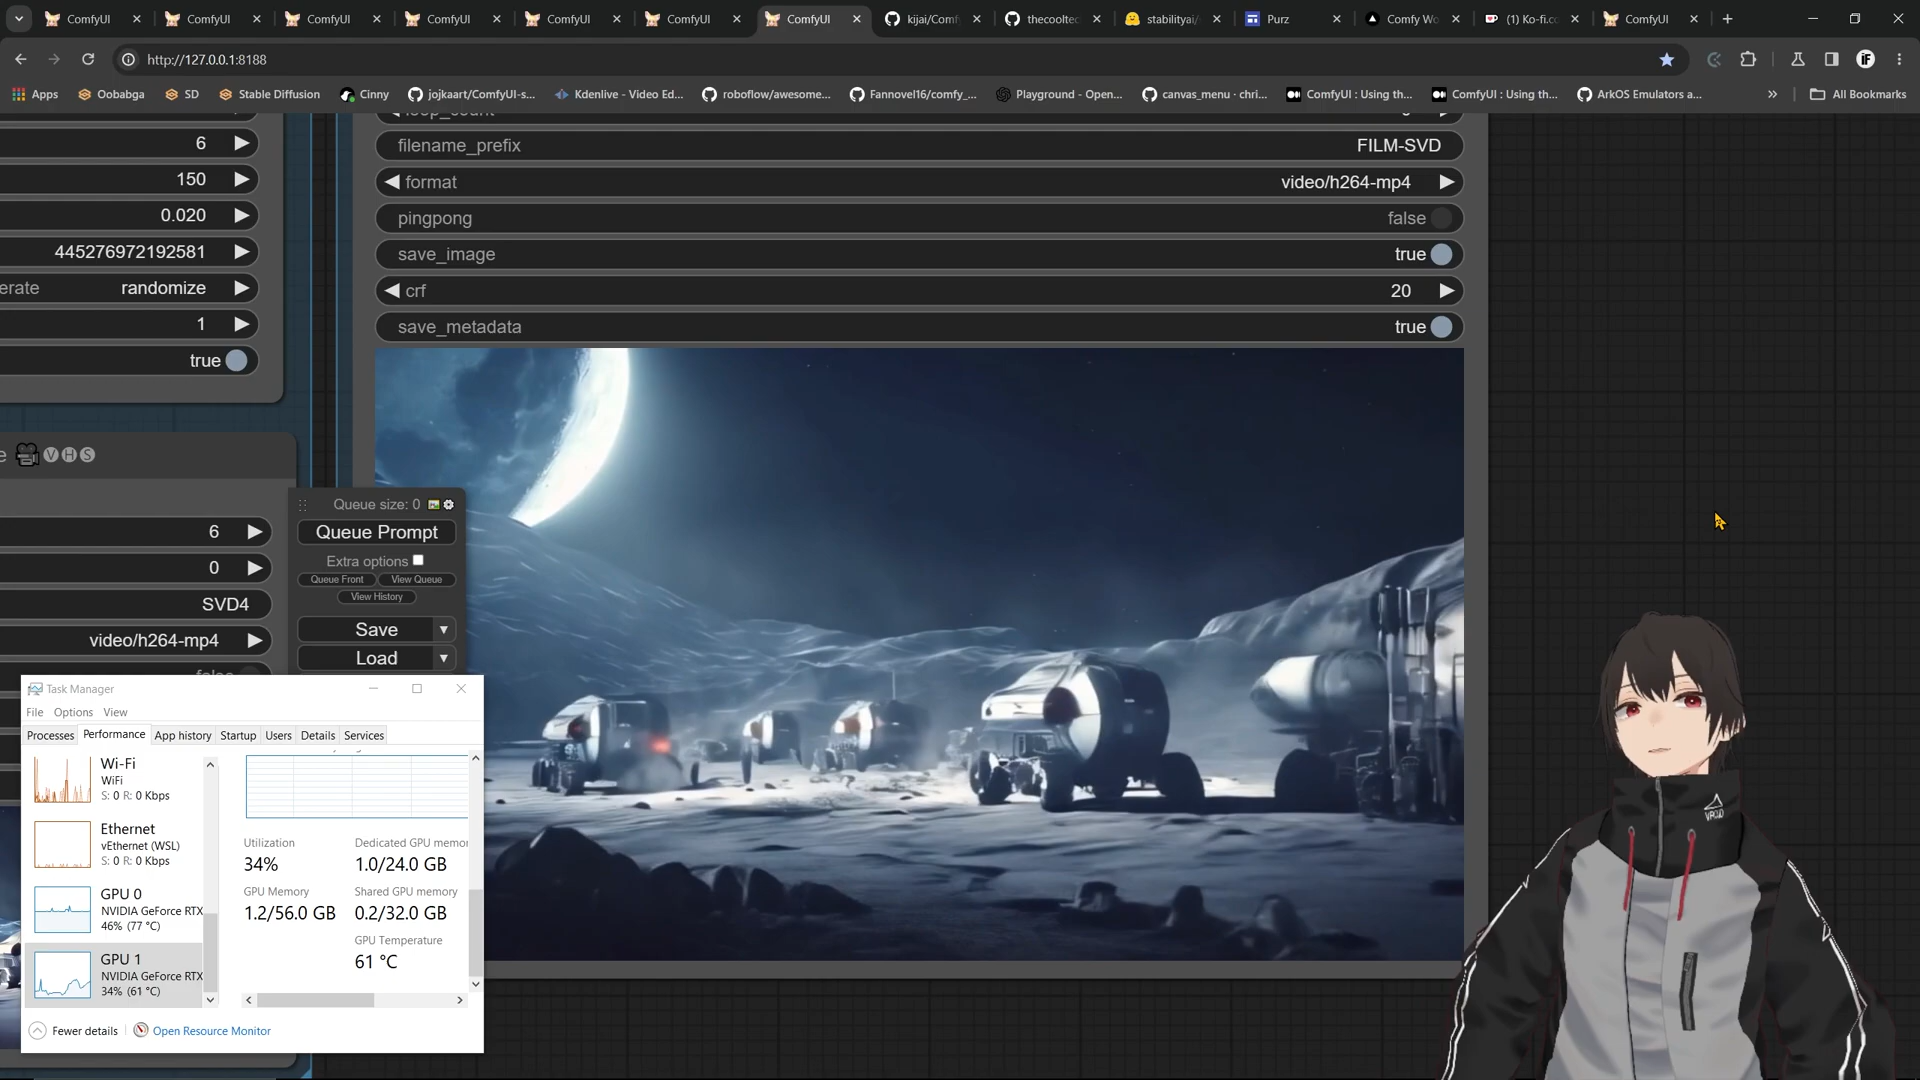 ComfyUI
ComfyUI
ComfyUI
ComfyUI
ComfyUI
ComfyUI
ComfyUI
kijai/Comf
thecooltec
stabilityai/
Purz
Comfy Wo
(1) Ko-fi.co
ComfyUI
http://127.0.0.1:8188
iF
Apps
Oobabga
SD
Stable Diffusion
Cinny
jojkaart/ComfyUI-s...
Kdenlive - Video Ed...
roboflow/awesome...
Fannovel16/comfy_...
Playground - Open...
canvas_menu · chri...
ComfyUI : Using th...
ComfyUI : Using th...
ArkOS Emulators a...
All Bookmarks
6
150
0.020
445276972192581
erate randomize
1
true
loop_count
filename_prefix FILM-SVD
format video/h264-mp4
pingpong false
save_image true
crf 20
save_metadata true
e VHS
6
0
SVD4
video/h264-mp4
false
Queue size: 0
Queue Prompt
Extra options
Queue Front View Queue
View History
Save
Load
Task Manager
File Options View
Processes Performance App history Startup Users Details Services
Wi-Fi
WiFi
S: 0 R: 0 Kbps
Ethernet
vEthernet (WSL)
S: 0 R: 0 Kbps
GPU 0
NVIDIA GeForce RTX
46% (77 °C)
GPU 1
NVIDIA GeForce RTX
34% (61 °C)
Utilization
34%
Dedicated GPU memor
1.0/24.0 GB
GPU Memory
1.2/56.0 GB
Shared GPU memory
0.2/32.0 GB
GPU Temperature
61 °C
Fewer details
Open Resource Monitor
VROID